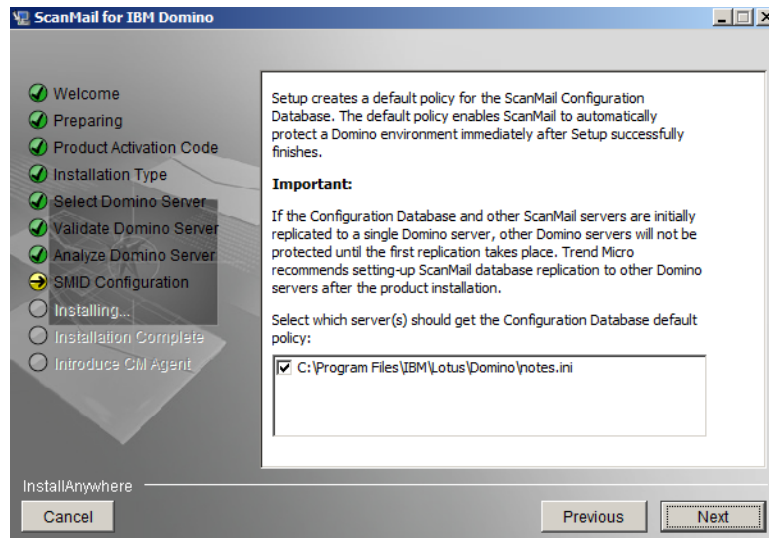 ScanMail for IBM Domino
Welcome
Preparing
Product Activation Code
Installation Type
Select Domino Server
Validate Domino Server
Analyze Domino Server
SMID Configuration
Installing...
Installation Complete
Introduce CM Agent
Setup creates a default policy for the ScanMail Configuration
Database. The default policy enables ScanMail to automatically
protect a Domino environment immediately after Setup successfully
finishes.
Important:
If the Configuration Database and other ScanMail servers are initially
replicated to a single Domino server, other Domino servers will not be
protected until the first replication takes place. Trend Micro
recommends setting-up ScanMail database replication to other Domino
servers after the product installation.
Select which server(s) should get the Configuration Database default
policy:
C:\Program Files\IBM\Lotus\Domino\notes.ini
InstallAnywhere
Cancel
Previous
Next